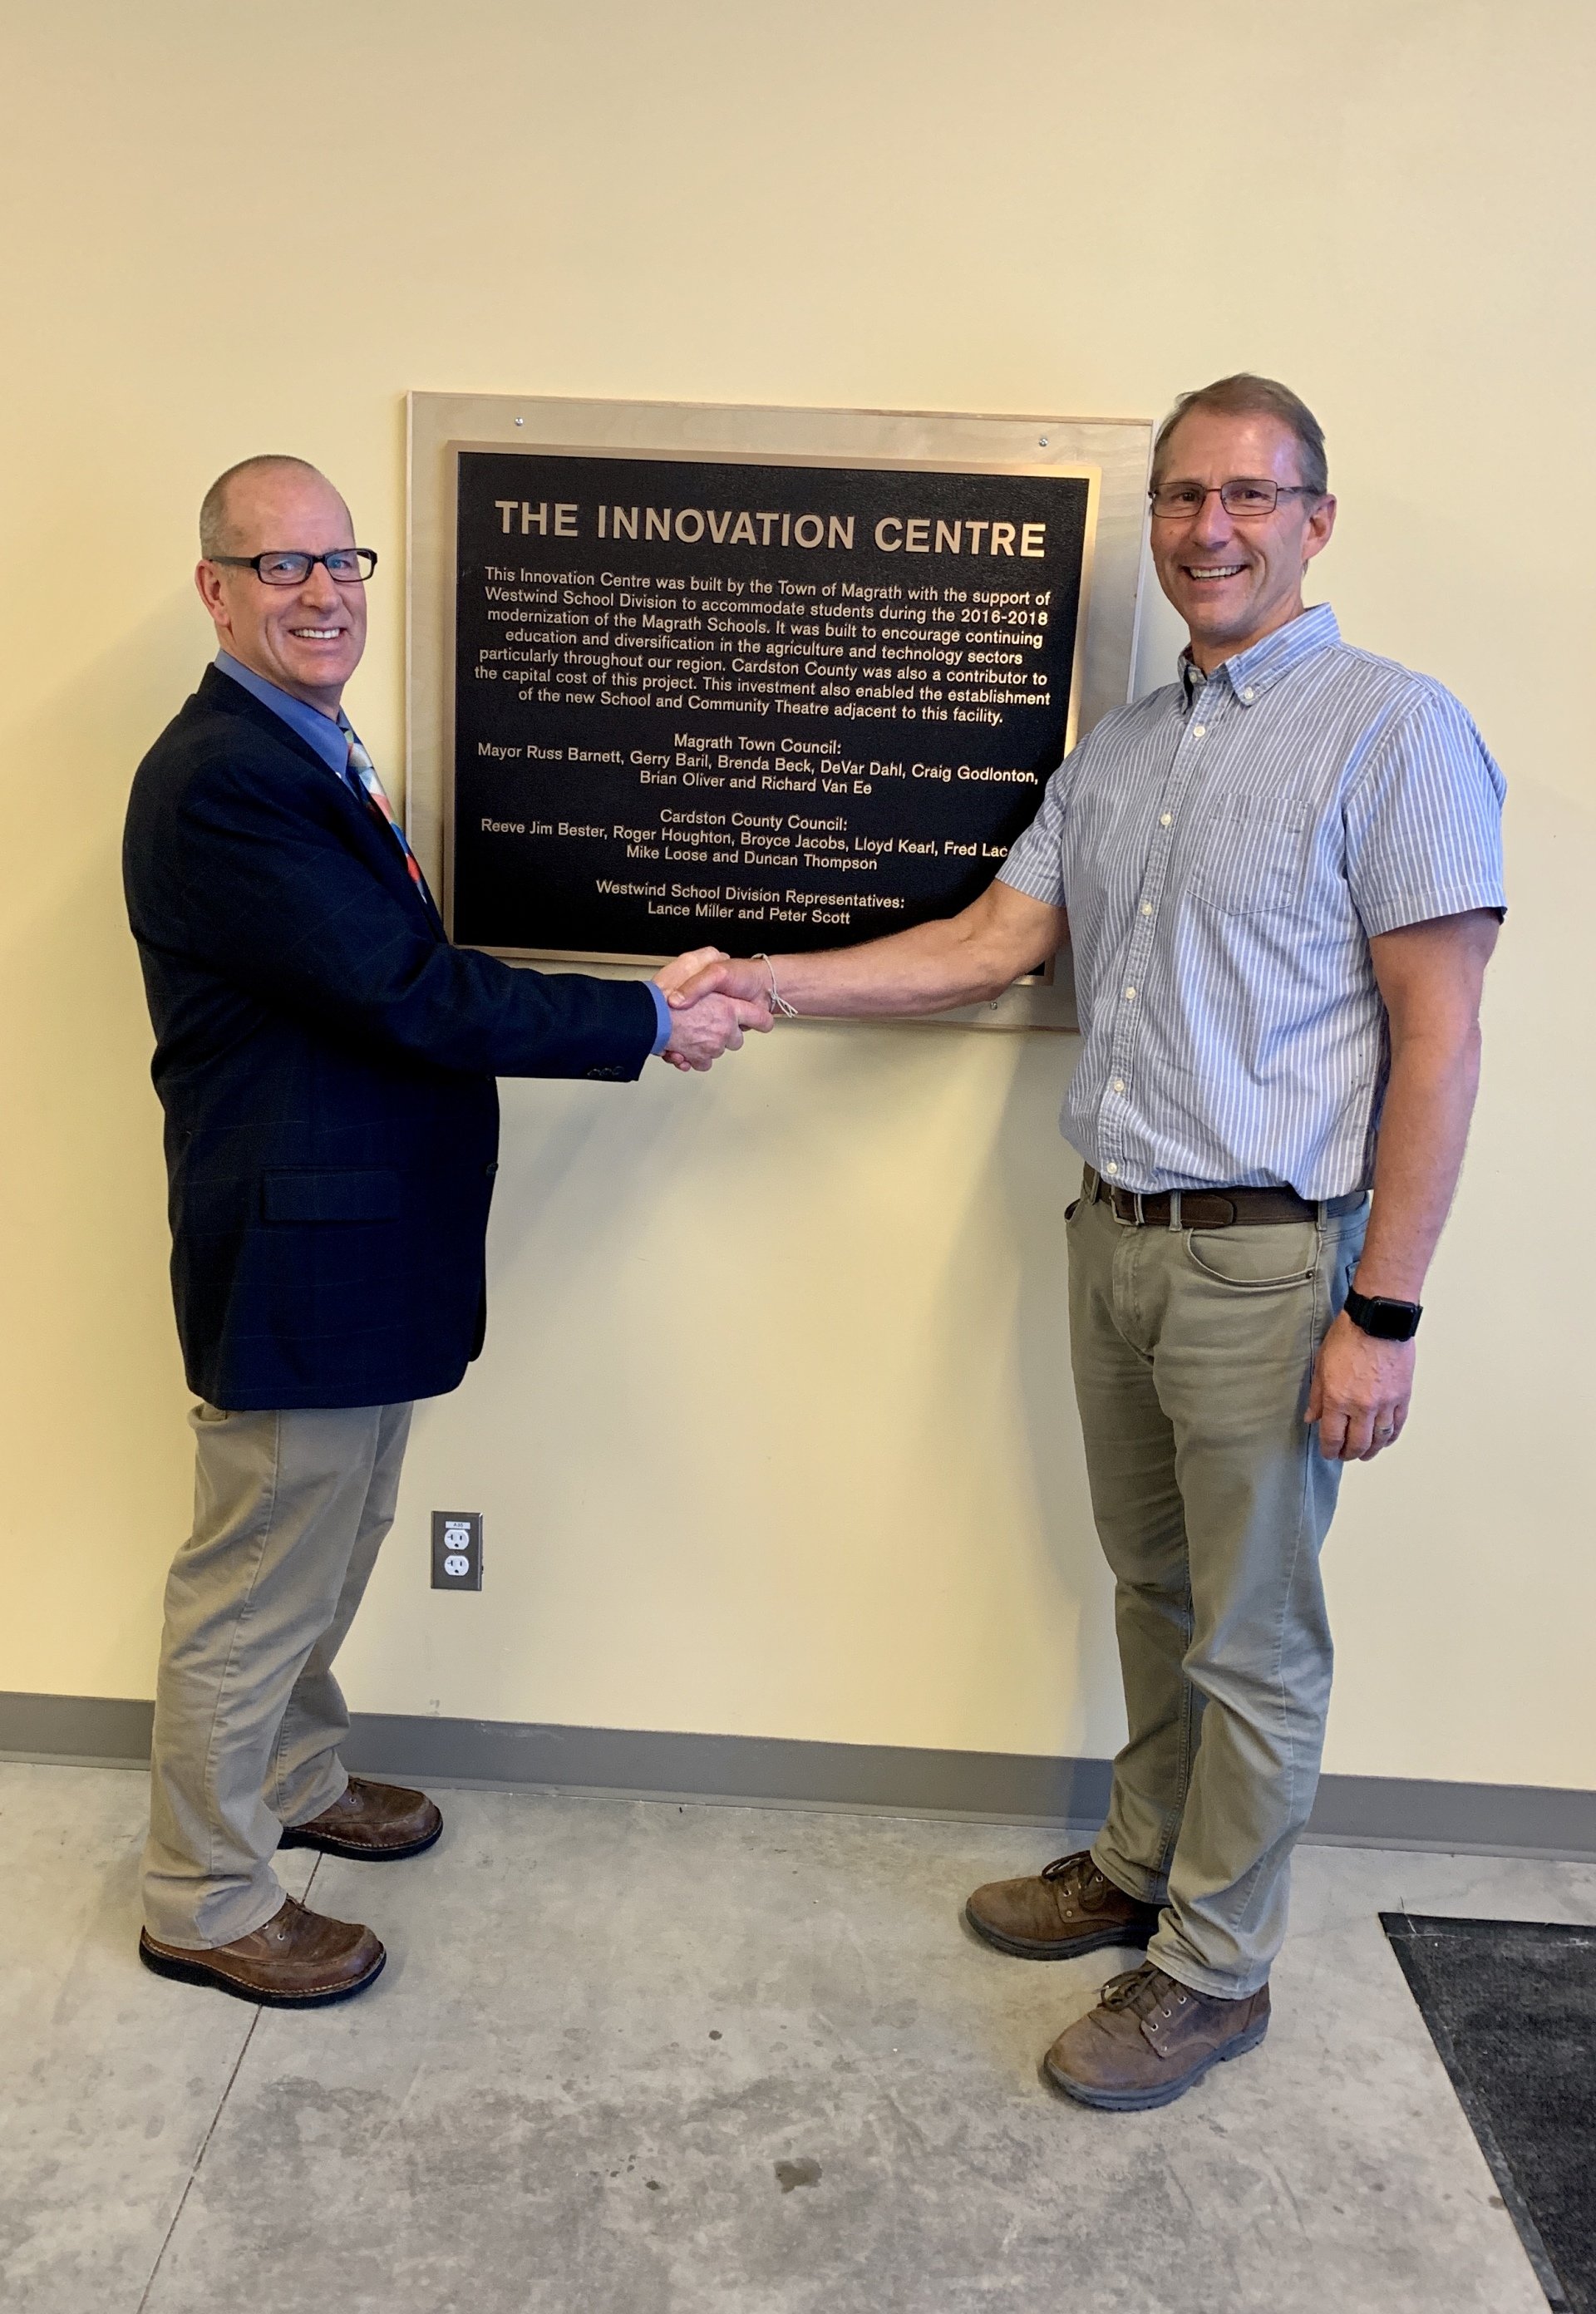 THE INNOVATION CENTRE
This Innovation Centre was built by the Town of Magrath with the support of
Westwind School Division to accommodate students during the 2016-2018
modernization of the Magrath Schools. It was built to encourage continuing
education and diversification in the agriculture and technology sectors
particularly throughout our region. Cardston County was also a contributor to
the capital cost of this project. This investment also enabled the establishment
of the new School and Community Theatre adjacent to this facility.
Magrath Town Council:
Mayor Russ Barnett, Gerry Baril, Brenda Beck, DeVar Dahl, Craig Godlonton,
Brian Oliver and Richard Van Ee
Cardston County Council:
Reeve Jim Bester, Roger Houghton, Broyce Jacobs, Lloyd Kearl, Fred
Mike Loose and Duncan Thompson
Westwind School Division Representatives:
Lance Miller and Peter Scott